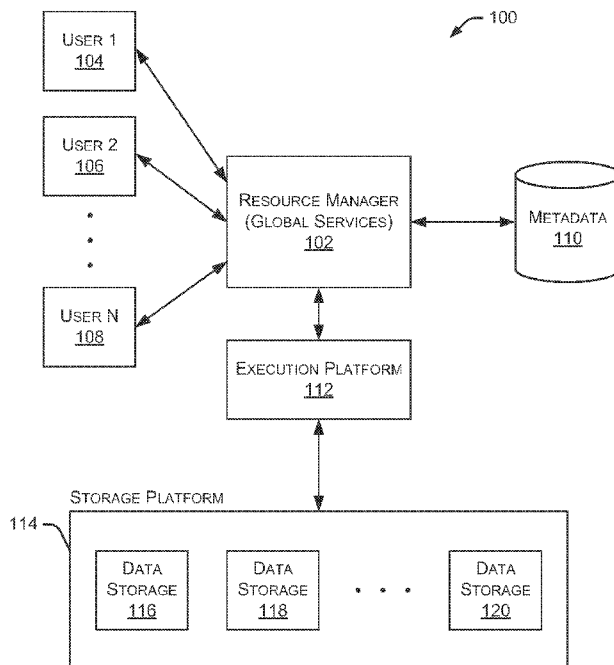 100
USER 1
104
USER 2
106
USER N
108
RESOURCE MANAGER
(GLOBAL SERVICES)
102
METADATA
110
EXECUTION PLATFORM
112
STORAGE PLATFORM
114
DATA
STORAGE
116
DATA
STORAGE
118
DATA
STORAGE
120